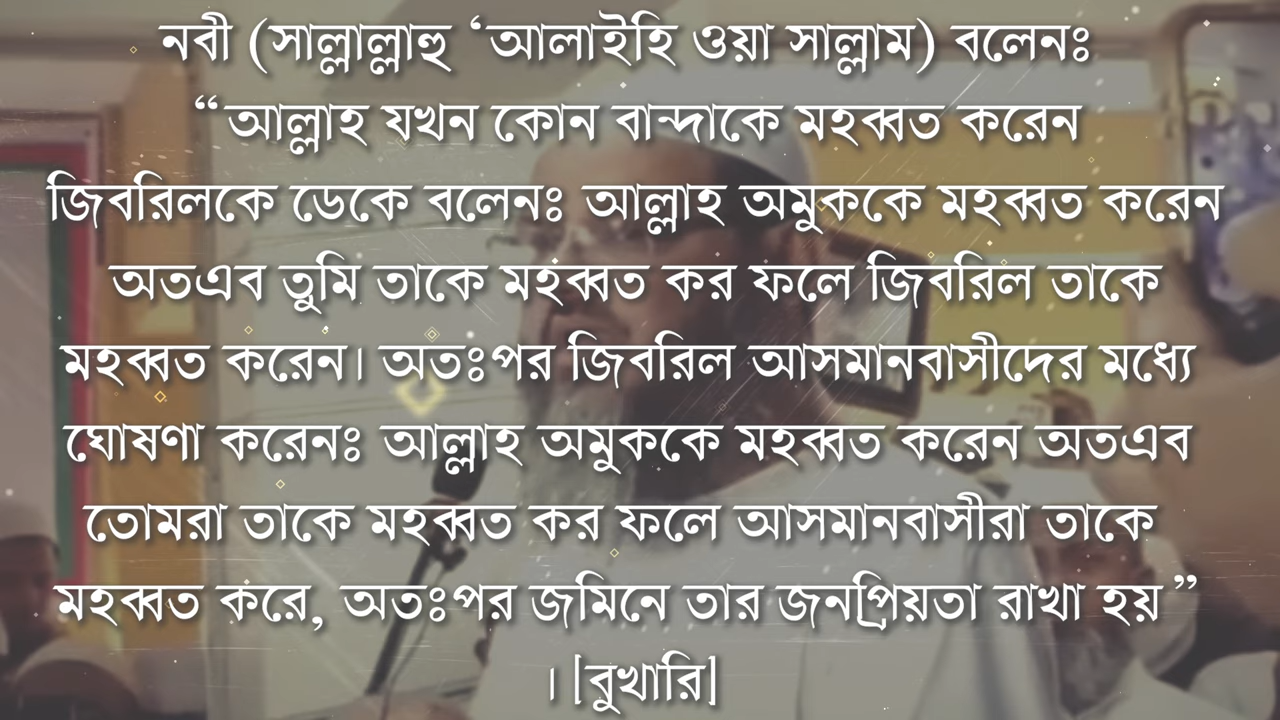 নবী (সাল্লাল্লাহু ‘আলাইহি ওয়া সাল্লাম) বলেনঃ
“আল্লাহ যখন কোন বান্দাকে মহব্বত করেন
জিবরিলকে ডেকে বলেনঃ আল্লাহ অমুককে মহব্বত করেন
অতএব তুমি তাকে মহব্বত কর ফলে জিবরিল তাকে
মহব্বত করেন। অতঃপর জিবরিল আসমানবাসীদের মধ্যে
ঘোষণা করেনঃ আল্লাহ অমুককে মহব্বত করেন অতএব
তোমরা তাকে মহব্বত কর ফলে আসমানবাসীরা তাকে
মহব্বত করে, অতঃপর জমিনে তার জনপ্রিয়তা রাখা হয়”
। [বুখারি]